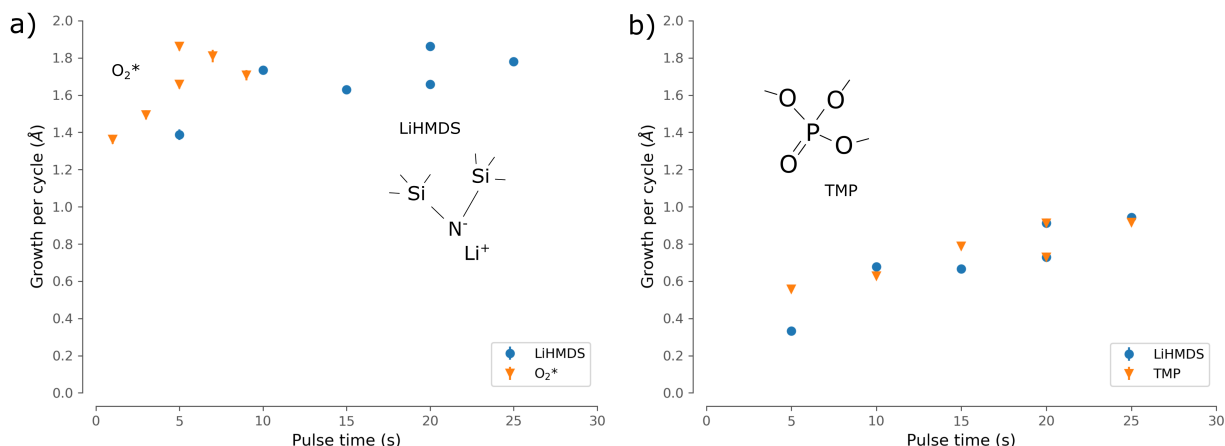 a)
Growth per cycle (Å)
2.0
1.8
1.6
1.4
1.2
1.0
0.8
0.6
0.4
0.2
0.0
O₂*
LiHMDS
Si
Si
N⁻
Li⁺
LiHMDS
O₂*
0 5 10 15 20 25 30
Pulse time (s)
b)
Growth per cycle (Å)
2.0
1.8
1.6
1.4
1.2
1.0
0.8
0.6
0.4
0.2
0.0
O O
P
O
O
TMP
LiHMDS
TMP
0 5 10 15 20 25 30
Pulse time (s)